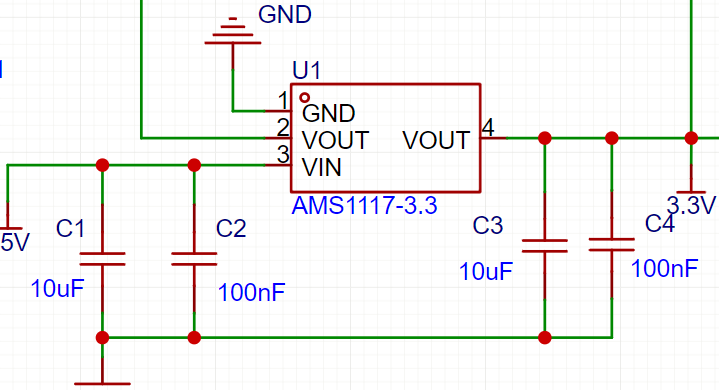 GND
U1
1
GND
2
VOUT
VOUT
4
3
VIN
AMS1117-3.3
3.3V
5V
C1
C2
C3
C4
10uF
100nF
10uF
100nF